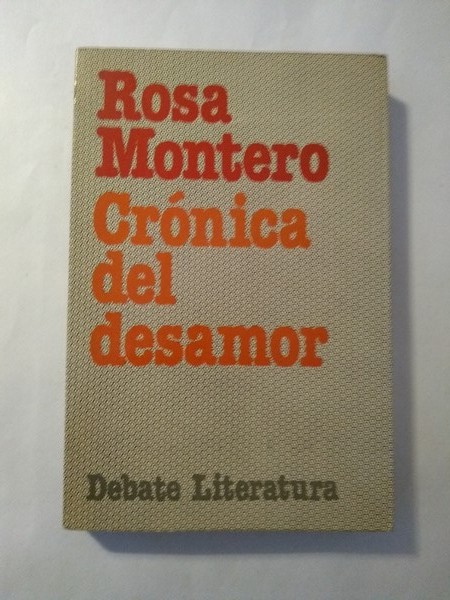 Rosa
Montero
Crónica
del
desamor
Debate Literatura